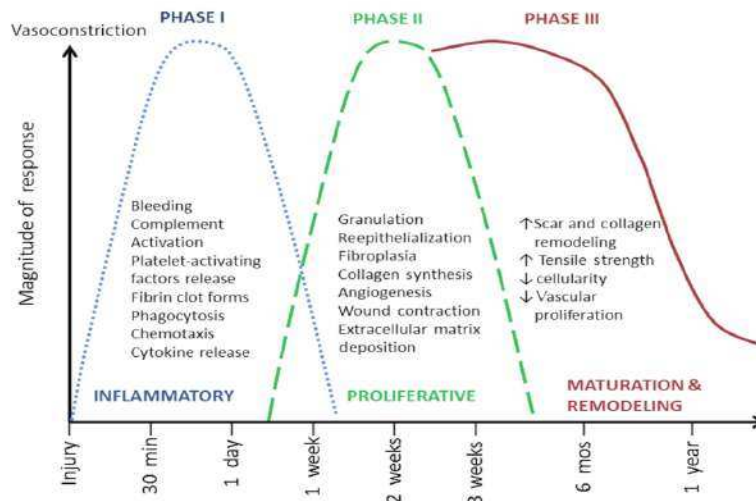 PHASE I
PHASE II
PHASE III
Vasoconstriction
Magnitude of response
Bleeding
Complement
Activation
Platelet-activating
factors release
Fibrin clot forms
Phagocytosis
Chemotaxis
Cytokine release
INFLAMMATORY
Granulation
Reepithelialization
Fibroplasia
Collagen synthesis
Angiogenesis
Wound contraction
Extracellular matrix
deposition
PROLIFERATIVE
↑Scar and collagen
remodeling
↑ Tensile strength
↓ cellularity
↓ Vascular
proliferation
MATURATION &
REMODELING
Injury
30 min
1 day
1 week
2 weeks
3 weeks
6 mos
1 year